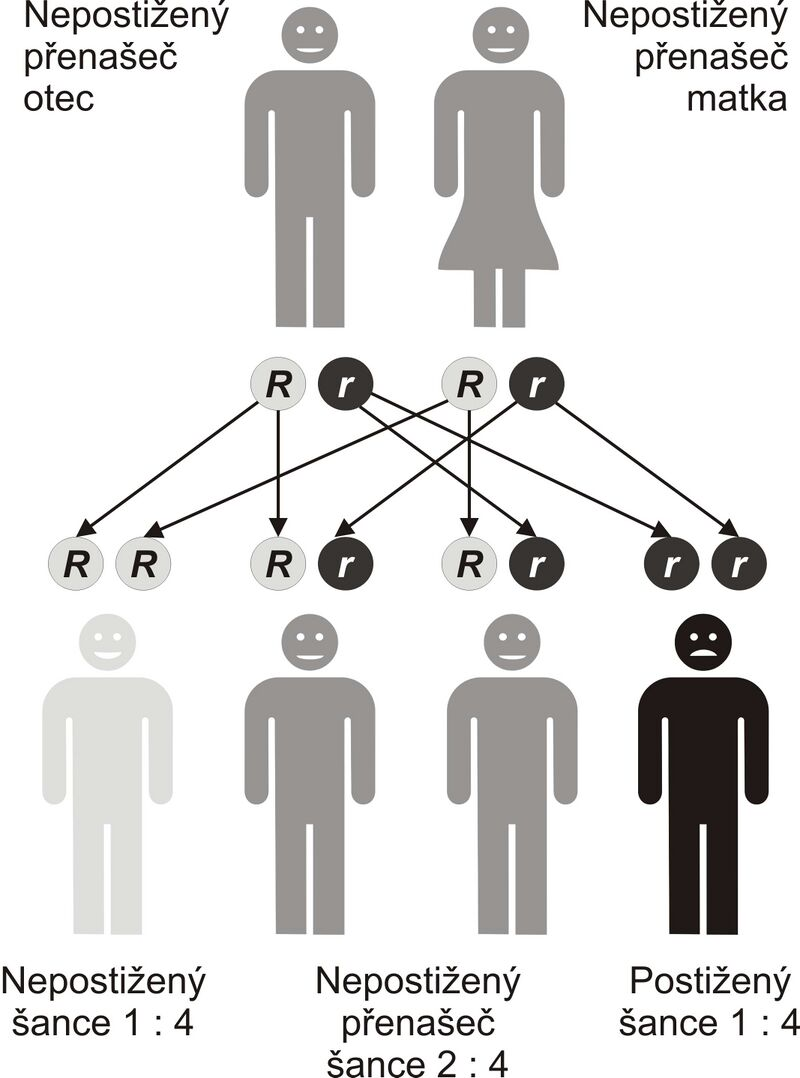 Nepostižený
přenašeč
otec
Nepostižený
přenašeč
matka
R r R r
R R R r R r r r
Nepostižený
šance 1 : 4
Nepostižený
přenašeč
šance 2 : 4
Postižený
šance 1 : 4